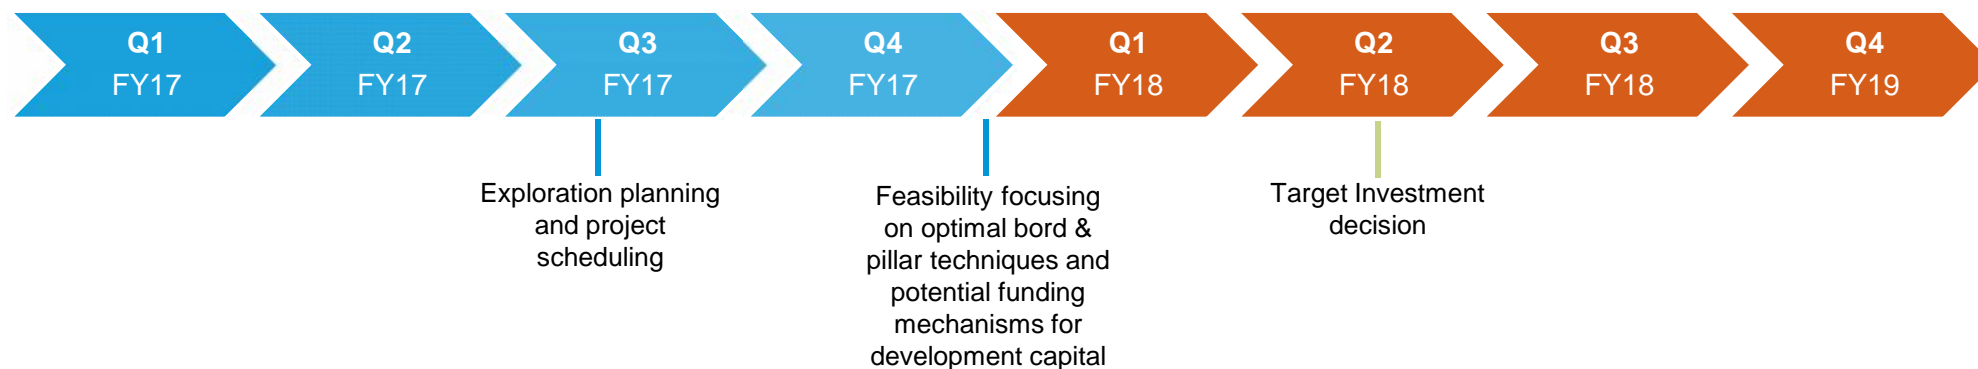 Q1
FY17
Q2
FY17
Q3
FY17
Q4
FY17
Q1
FY18
Q2
FY18
Q3
FY18
Q4
FY19
Exploration planning
and project
scheduling
Feasibility focusing
on optimal bord &
pillar techniques and
potential funding
mechanisms for
development capital
Target Investment
decision